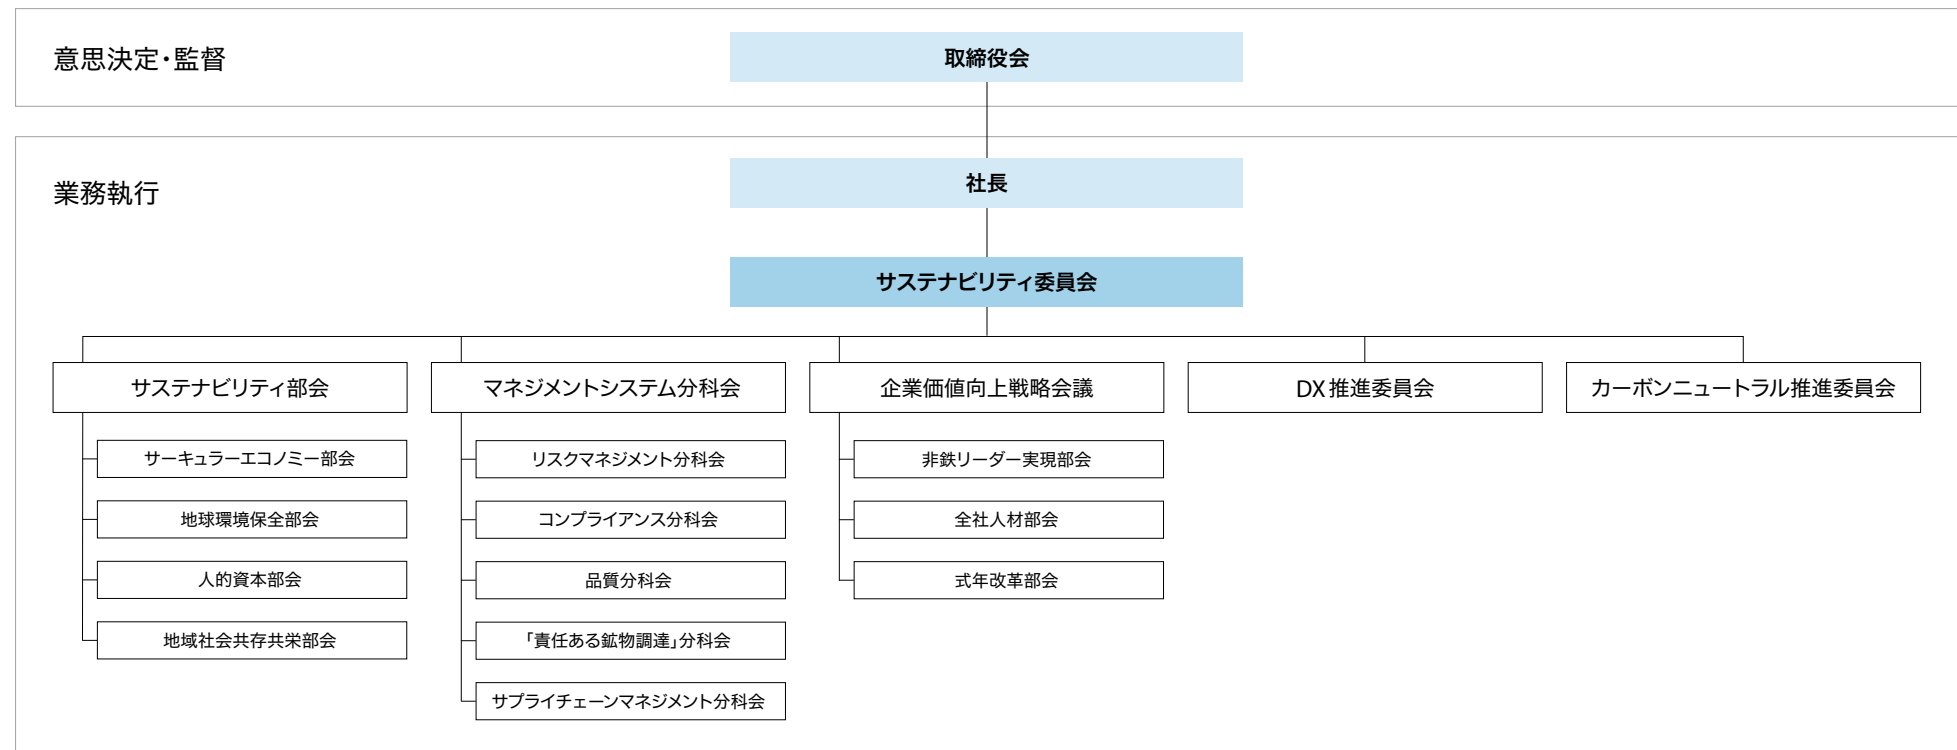 意思決定・監督
取締役会
業務執行
社長
サステナビリティ委員会
サステナビリティ部会
マネジメントシステム分科会
企業価値向上戦略会議
DX推進委員会
カーボンニュートラル推進委員会
サーキュラーエコノミー部会
地球環境保全部会
人的資本部会
地域社会共存共栄部会
リスクマネジメント分科会
コンプライアンス分科会
品質分科会
「責任ある鉱物調達」分科会
サプライチェーンマネジメント分科会
非鉄リーダー実現部会
全社人材部会
式年改革部会